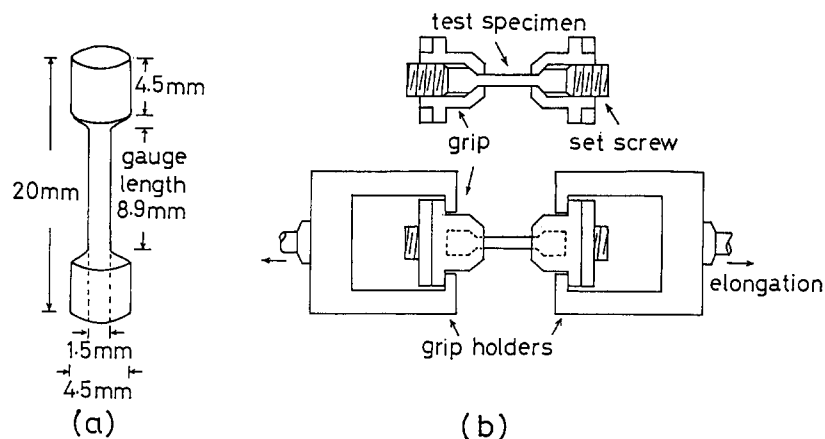 4.5mm
gauge
length
8.9mm
20mm
1.5mm
4.5mm
(a)
test specimen
grip
set screw
elongation
grip holders
(b)